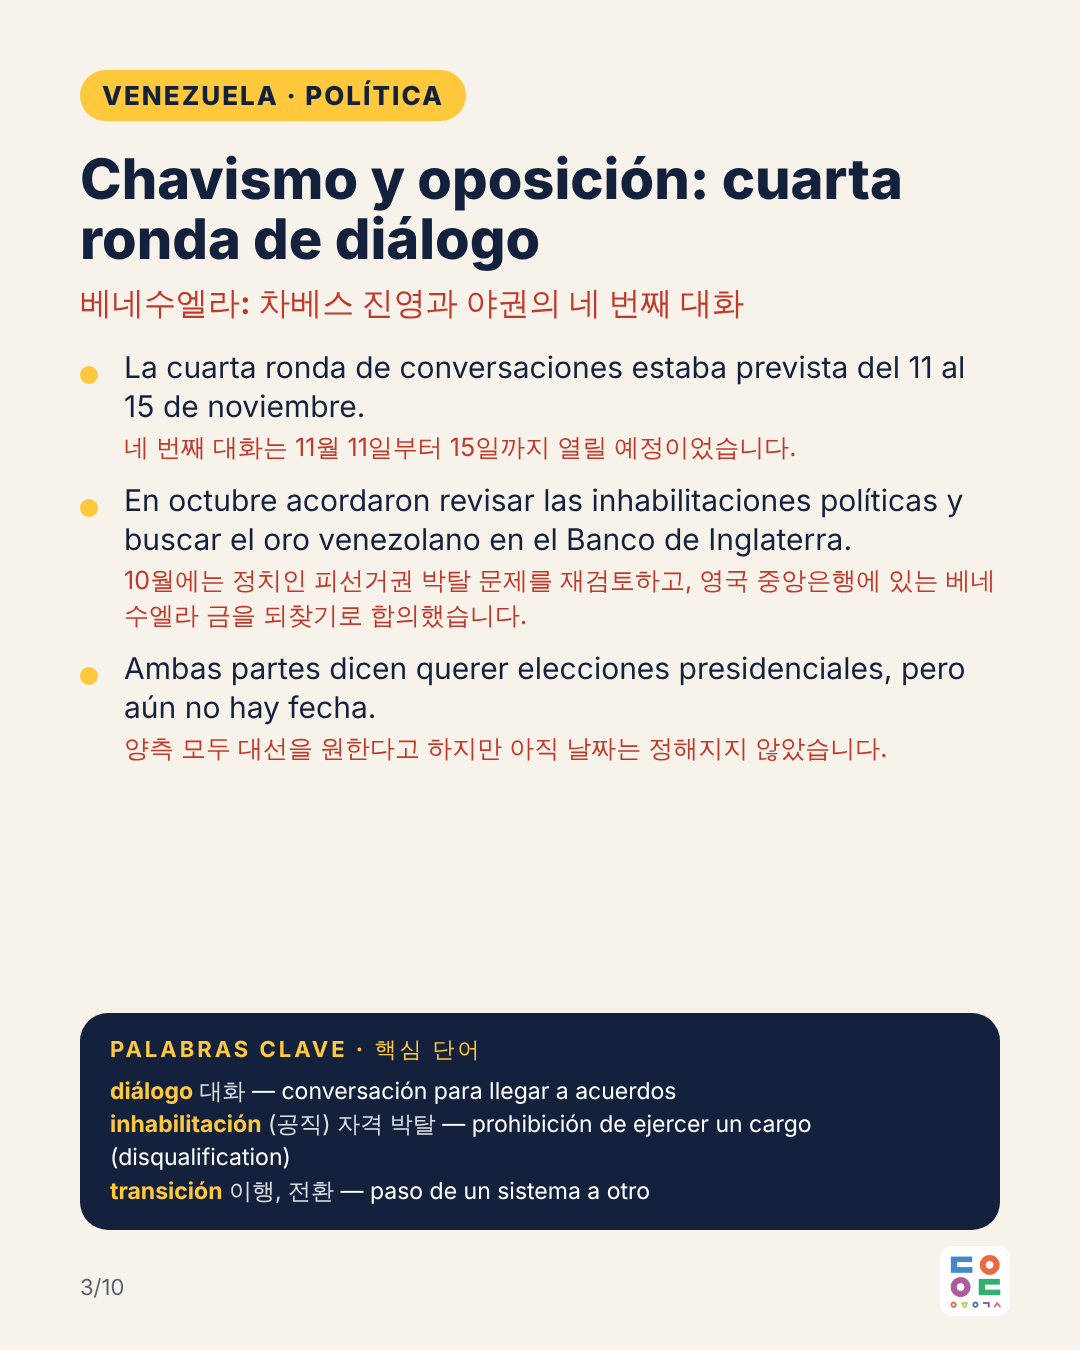 VENEZUELA · POLÍTICA
Chavismo y oposición: cuarta
ronda de diálogo
베네수엘라: 차베스 진영과 야권의 네 번째 대화
La cuarta ronda de conversaciones estaba prevista del 11 al
15 de noviembre.
네 번째 대화는 11월 11일부터 15일까지 열릴 예정이었습니다.
En octubre acordaron revisar las inhabilitaciones políticas y
buscar el oro venezolano en el Banco de Inglaterra.
10월에는 정치인 피선거권 박탈 문제를 재검토하고, 영국 중앙은행에 있는 베네
수엘라 금을 되찾기로 합의했습니다.
Ambas partes dicen querer elecciones presidenciales, pero
aún no hay fecha.
양측 모두 대선을 원한다고 하지만 아직 날짜는 정해지지 않았습니다.
PALABRAS CLAVE · 핵심 단어
diálogo 대화 — conversación para llegar a acuerdos
inhabilitación (공직) 자격 박탈 — prohibición de ejercer un cargo
(disqualification)
transición 이행, 전환 — paso de un sistema a otro
3/10